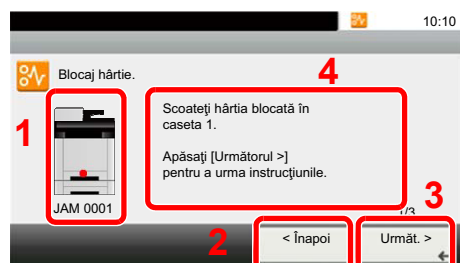 10:10
Blocaj hârtie.
4
1
Scoateţi hârtia blocată în
caseta 1.
Apăsaţi [Următorul >]
pentru a urma instrucţiunile.
JAM 0001
3
1/3
2
< Înapoi
Următ. >